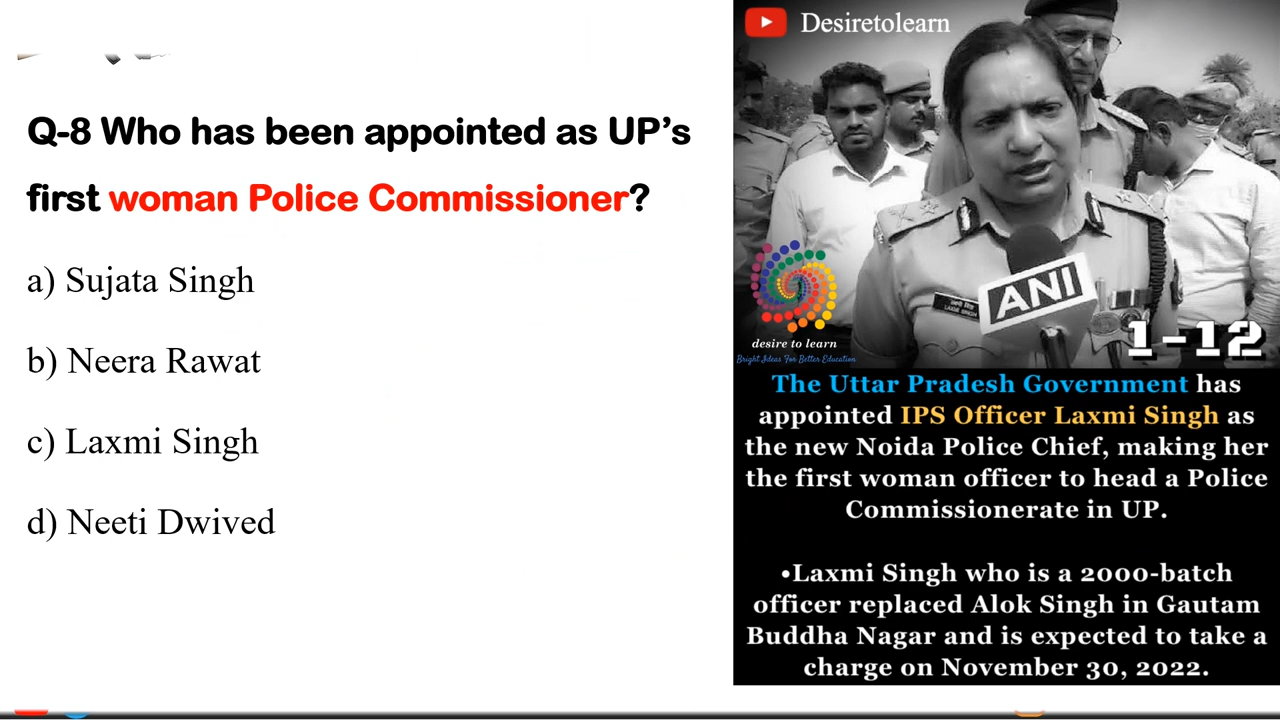 Q-8 Who has been appointed as UP’s
first woman Police Commissioner?
a) Sujata Singh
b) Neera Rawat
c) Laxmi Singh
d) Neeti Dwived
Desiretolearn
ANI
LAXMI SINGH
1-12
desire to learn
Bright Ideas For Better Education
The Uttar Pradesh Government has
appointed IPS Officer Laxmi Singh as
the new Noida Police Chief, making her
the first woman officer to head a Police
Commissionerate in UP.
•Laxmi Singh who is a 2000-batch
officer replaced Alok Singh in Gautam
Buddha Nagar and is expected to take a
charge on November 30, 2022.